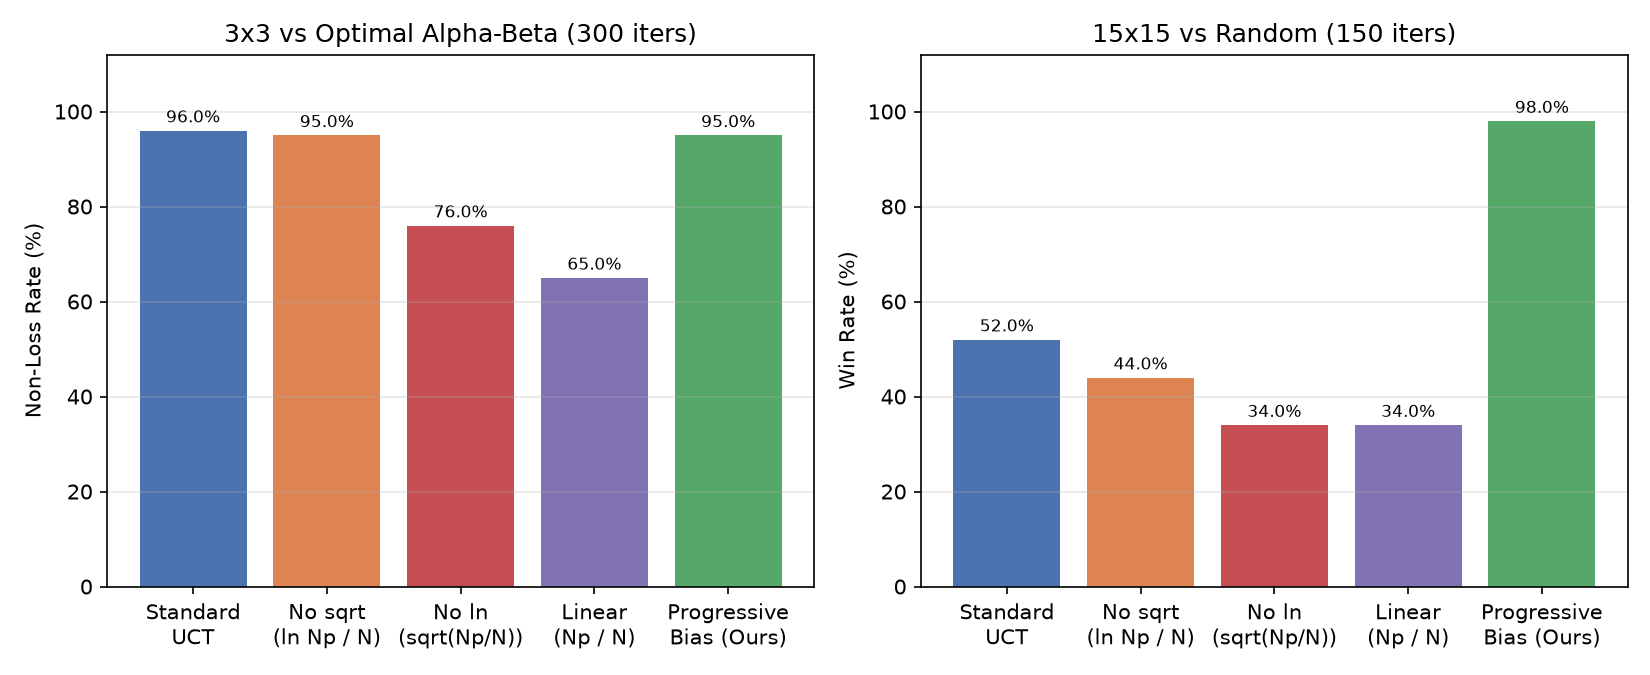 3x3 vs Optimal Alpha-Beta (300 iters)
Non-Loss Rate (%)
100
80
60
40
20
0
96.0%
95.0%
76.0%
65.0%
95.0%
Standard
UCT
No sqrt
(ln Np / N)
No ln
(sqrt(Np/N))
Linear
(Np / N)
Progressive
Bias (Ours)
15x15 vs Random (150 iters)
Win Rate (%)
100
80
60
40
20
0
52.0%
44.0%
34.0%
34.0%
98.0%
Standard
UCT
No sqrt
(ln Np / N)
No ln
(sqrt(Np/N))
Linear
(Np / N)
Progressive
Bias (Ours)